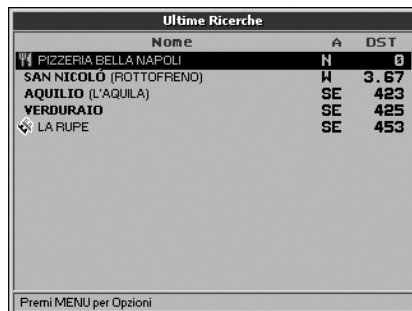 Ultime Ricerche
Nome A DST
PIZZERIA BELLA NAPOLI N 0
SAN NICOLÓ (ROTTOFRENO) W 3.67
AQUILIO (L'AQUILA) SE 423
VERDURAIO SE 425
LA RUPE SE 453
Premi MENU per Opzioni